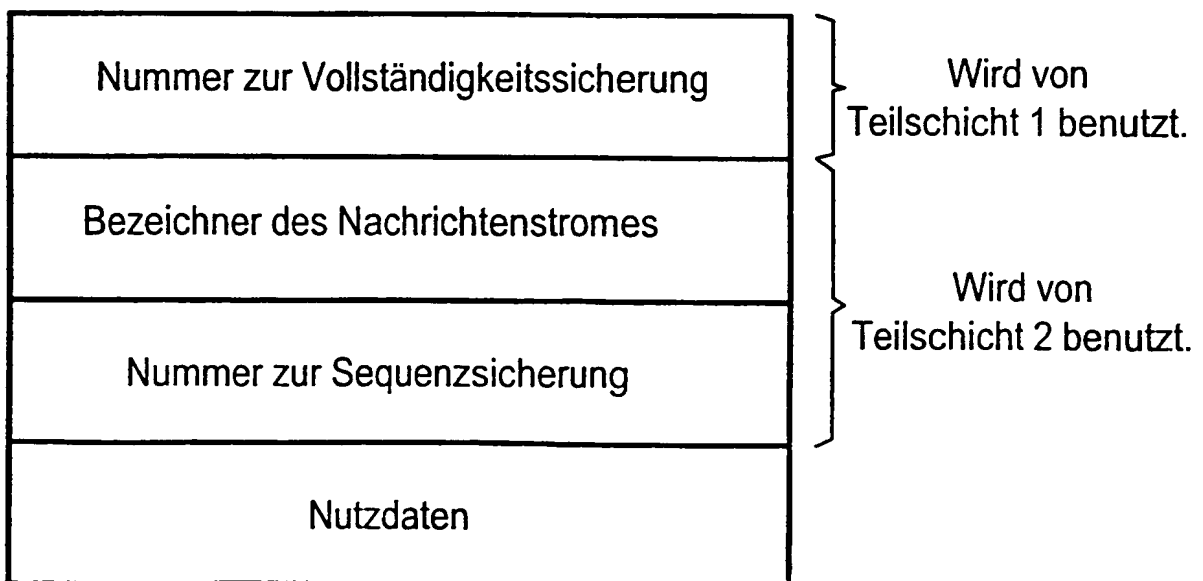 Nummer zur Vollständigkeitssicherung
Wird von
Teilschicht 1 benutzt.
Bezeichner des Nachrichtenstromes
Wird von
Teilschicht 2 benutzt.
Nummer zur Sequenzsicherung
Nutzdaten